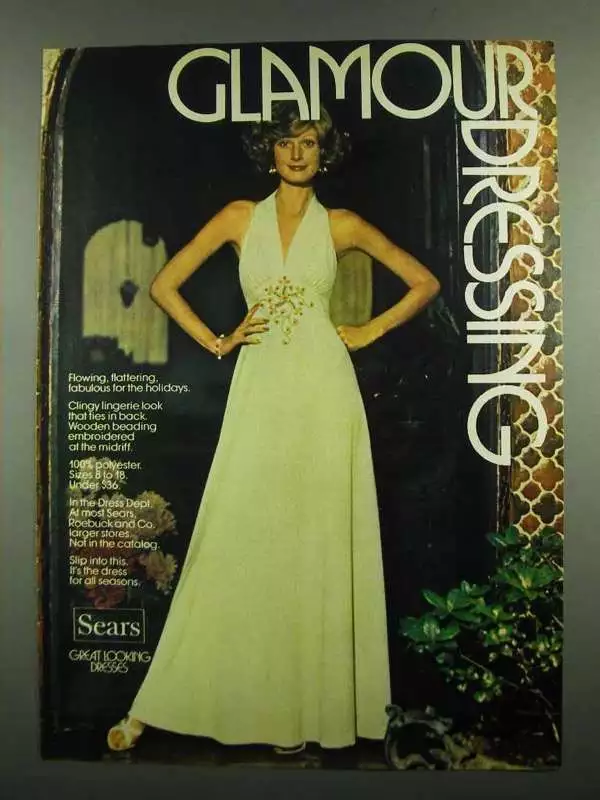 GLAMOUR
DRESSING
Flowing, flattering,
fabulous for the holidays.
Clingy lingerie look
that ties in back.
Wooden beading
embroidered
at the midriff.
100% polyester.
Sizes 8 to 18.
Under $36.
In the Dress Dept.
At most Sears,
Roebuck and Co.
larger stores.
Not in the catalog.
Slip into this.
It's the dress
for all seasons.
Sears
GREAT LOOKING
DRESSES